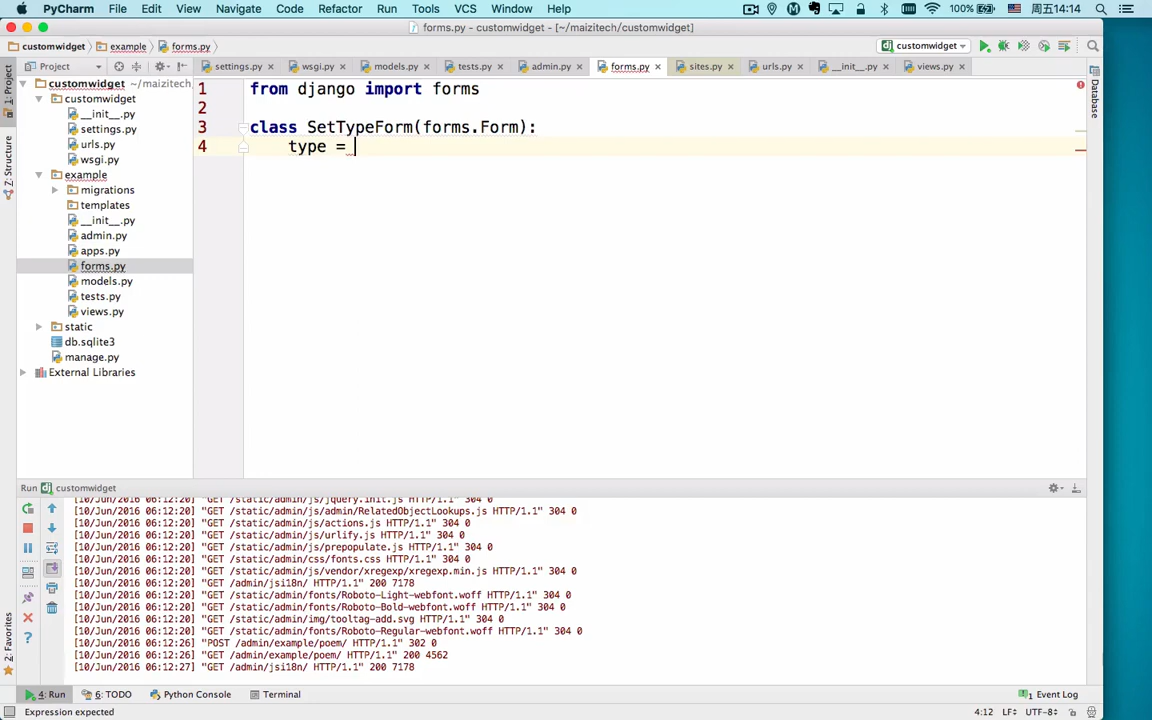 PyCharm File Edit View Navigate Code Refactor Run Tools VCS Window Help 100% 周五14:14
forms.py - customwidget - [~/maizitech/customwidget]
customwidget example forms.py customwidget
Project settings.py wsgi.py models.py tests.py admin.py forms.py sites.py urls.py __init__.py views.py
1: Project
Z: Structure
2: Favorites
Database
customwidget ~/maizitech/
customwidget
__init__.py
settings.py
urls.py
wsgi.py
example
migrations
templates
__init__.py
admin.py
apps.py
forms.py
models.py
tests.py
views.py
static
db.sqlite3
manage.py
External Libraries
1 from django import forms
2
3 class SetTypeForm(forms.Form):
4 type =
Run customwidget
[10/Jun/2016 06:12:20] "GET /static/admin/js/jquery.init.js HTTP/1.1" 304 0
[10/Jun/2016 06:12:20] "GET /static/admin/js/admin/RelatedObjectLookups.js HTTP/1.1" 304 0
[10/Jun/2016 06:12:20] "GET /static/admin/js/actions.js HTTP/1.1" 304 0
[10/Jun/2016 06:12:20] "GET /static/admin/js/urlify.js HTTP/1.1" 304 0
[10/Jun/2016 06:12:20] "GET /static/admin/js/prepopulate.js HTTP/1.1" 304 0
[10/Jun/2016 06:12:20] "GET /static/admin/css/fonts.css HTTP/1.1" 304 0
[10/Jun/2016 06:12:20] "GET /static/admin/js/vendor/xregexp/xregexp.min.js HTTP/1.1" 304 0
[10/Jun/2016 06:12:20] "GET /admin/jsi18n/ HTTP/1.1" 200 7178
[10/Jun/2016 06:12:20] "GET /static/admin/fonts/Roboto-Light-webfont.woff HTTP/1.1" 304 0
[10/Jun/2016 06:12:20] "GET /static/admin/fonts/Roboto-Bold-webfont.woff HTTP/1.1" 304 0
[10/Jun/2016 06:12:20] "GET /static/admin/img/tooltag-add.svg HTTP/1.1" 304 0
[10/Jun/2016 06:12:20] "GET /static/admin/fonts/Roboto-Regular-webfont.woff HTTP/1.1" 304 0
[10/Jun/2016 06:12:26] "POST /admin/example/poem/ HTTP/1.1" 302 0
[10/Jun/2016 06:12:26] "GET /admin/example/poem/ HTTP/1.1" 200 4562
[10/Jun/2016 06:12:27] "GET /admin/jsi18n/ HTTP/1.1" 200 7178
4: Run 6: TODO Python Console Terminal 1 Event Log
Expression expected 4:12 LF UTF-8